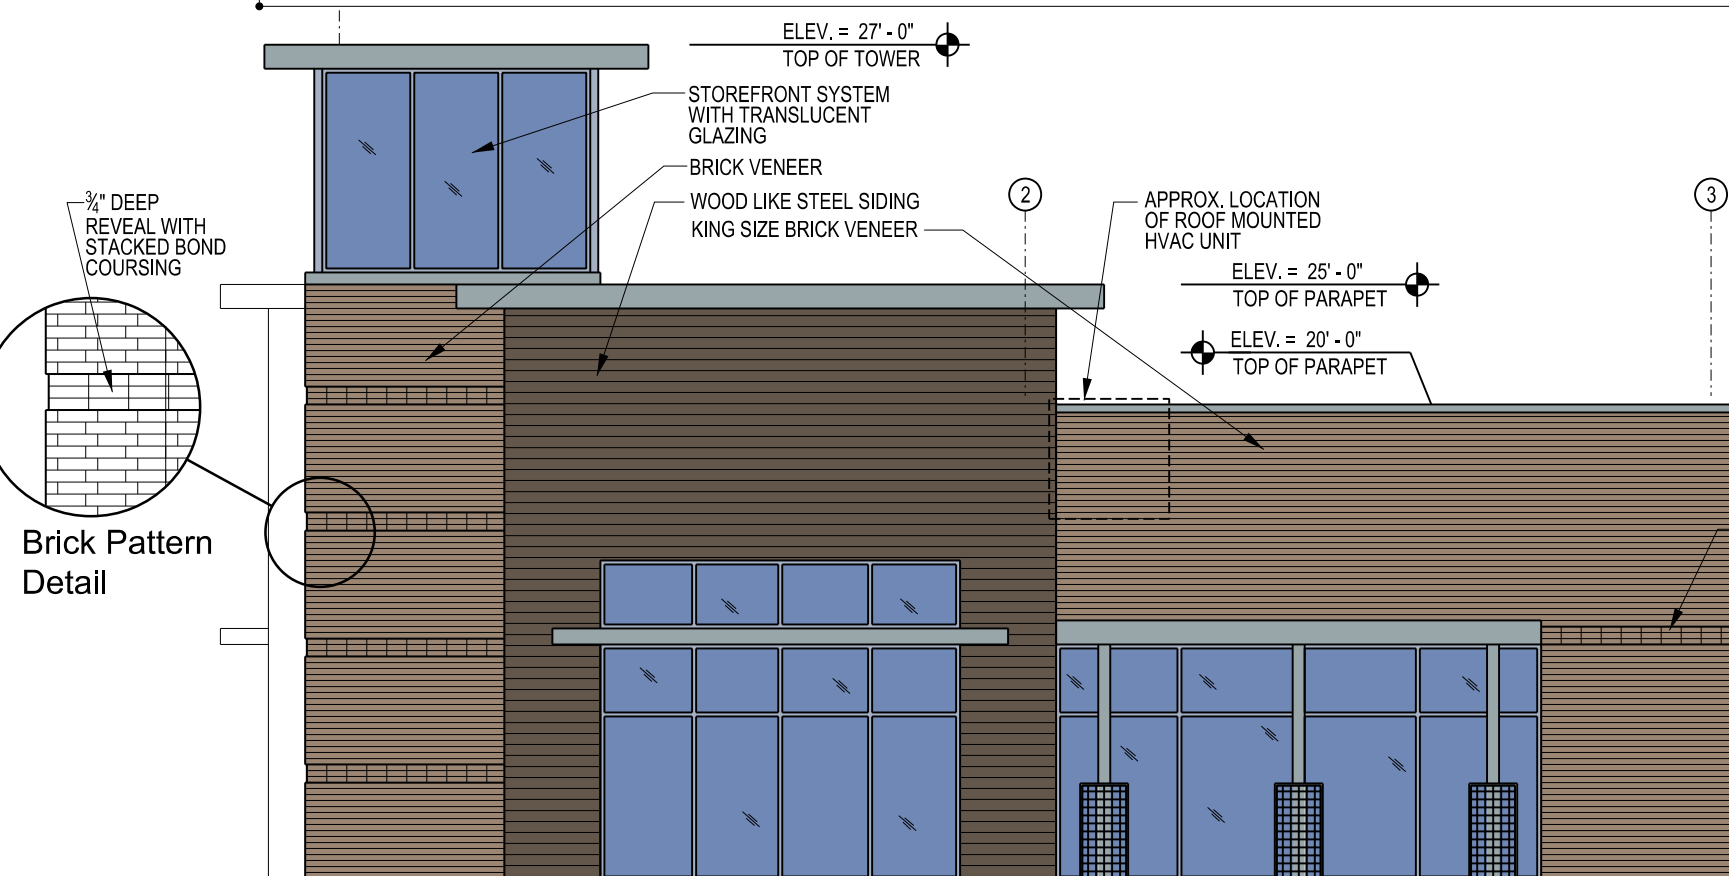 ELEV. = 27' - 0"
TOP OF TOWER
STOREFRONT SYSTEM
WITH TRANSLUCENT
GLAZING
BRICK VENEER
WOOD LIKE STEEL SIDING
KING SIZE BRICK VENEER
¾" DEEP
REVEAL WITH
STACKED BOND
COURSING
Brick Pattern
Detail
2
APPROX. LOCATION
OF ROOF MOUNTED
HVAC UNIT
3
ELEV. = 25' - 0"
TOP OF PARAPET
ELEV. = 20' - 0"
TOP OF PARAPET